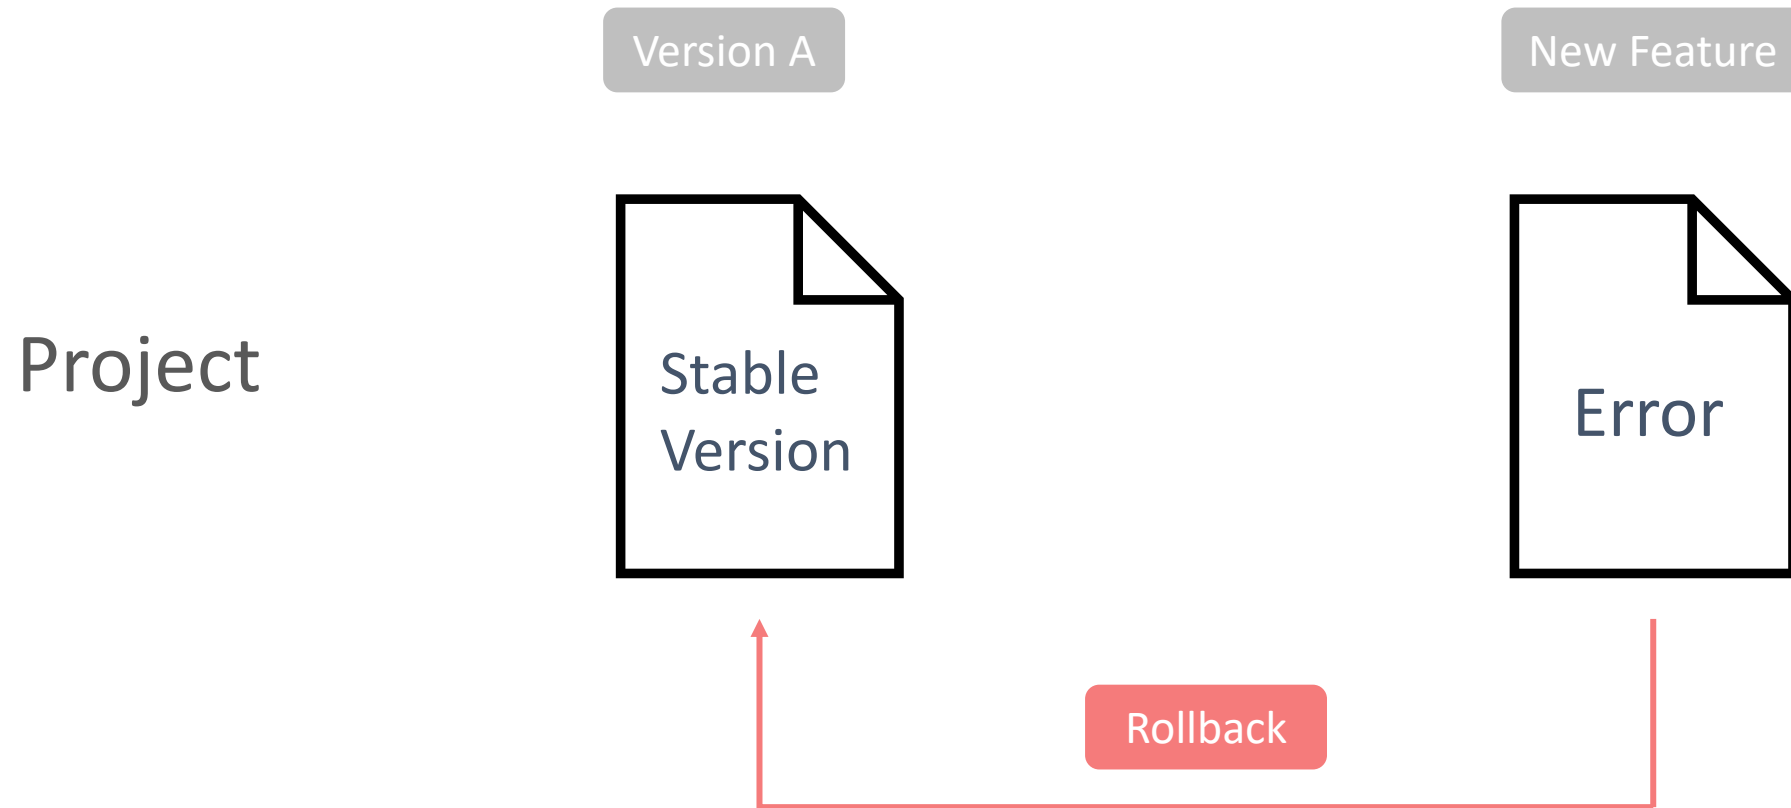 Version A
New Feature
Project
Stable
Version
Error
Rollback